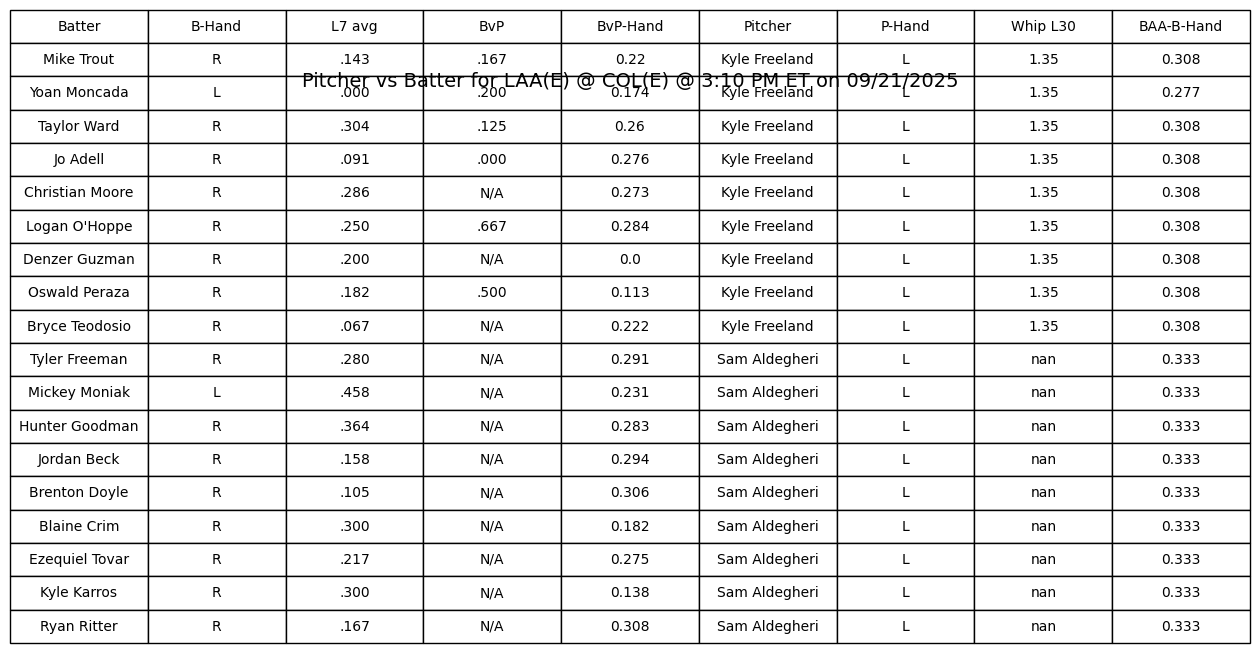 Batter B-Hand L7 avg BvP BvP-Hand Pitcher P-Hand Whip L30 BAA-B-Hand
Mike Trout R .143 .167 0.22 Kyle Freeland L 1.35 0.308
Pitcher vs Batter for LAA(E) @ COL(E) @ 3:10 PM ET on 09/21/2025
Yoan Moncada L .000 .200 0.174 Kyle Freeland L 1.35 0.277
Taylor Ward R .304 .125 0.26 Kyle Freeland L 1.35 0.308
Jo Adell R .091 .000 0.276 Kyle Freeland L 1.35 0.308
Christian Moore R .286 N/A 0.273 Kyle Freeland L 1.35 0.308
Logan O'Hoppe R .250 .667 0.284 Kyle Freeland L 1.35 0.308
Denzer Guzman R .200 N/A 0.0 Kyle Freeland L 1.35 0.308
Oswald Peraza R .182 .500 0.113 Kyle Freeland L 1.35 0.308
Bryce Teodosio R .067 N/A 0.222 Kyle Freeland L 1.35 0.308
Tyler Freeman R .280 N/A 0.291 Sam Aldegheri L nan 0.333
Mickey Moniak L .458 N/A 0.231 Sam Aldegheri L nan 0.333
Hunter Goodman R .364 N/A 0.283 Sam Aldegheri L nan 0.333
Jordan Beck R .158 N/A 0.294 Sam Aldegheri L nan 0.333
Brenton Doyle R .105 N/A 0.306 Sam Aldegheri L nan 0.333
Blaine Crim R .300 N/A 0.182 Sam Aldegheri L nan 0.333
Ezequiel Tovar R .217 N/A 0.275 Sam Aldegheri L nan 0.333
Kyle Karros R .300 N/A 0.138 Sam Aldegheri L nan 0.333
Ryan Ritter R .167 N/A 0.308 Sam Aldegheri L nan 0.333